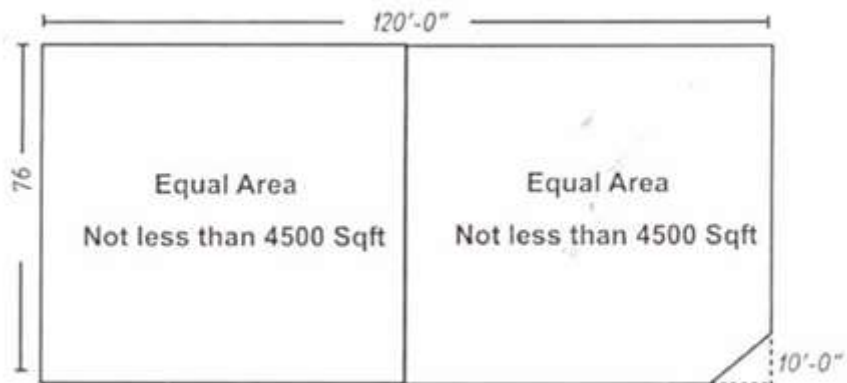 120'-0"
76
Equal Area
Not less than 4500 Sqft
Equal Area
Not less than 4500 Sqft
10'-0"